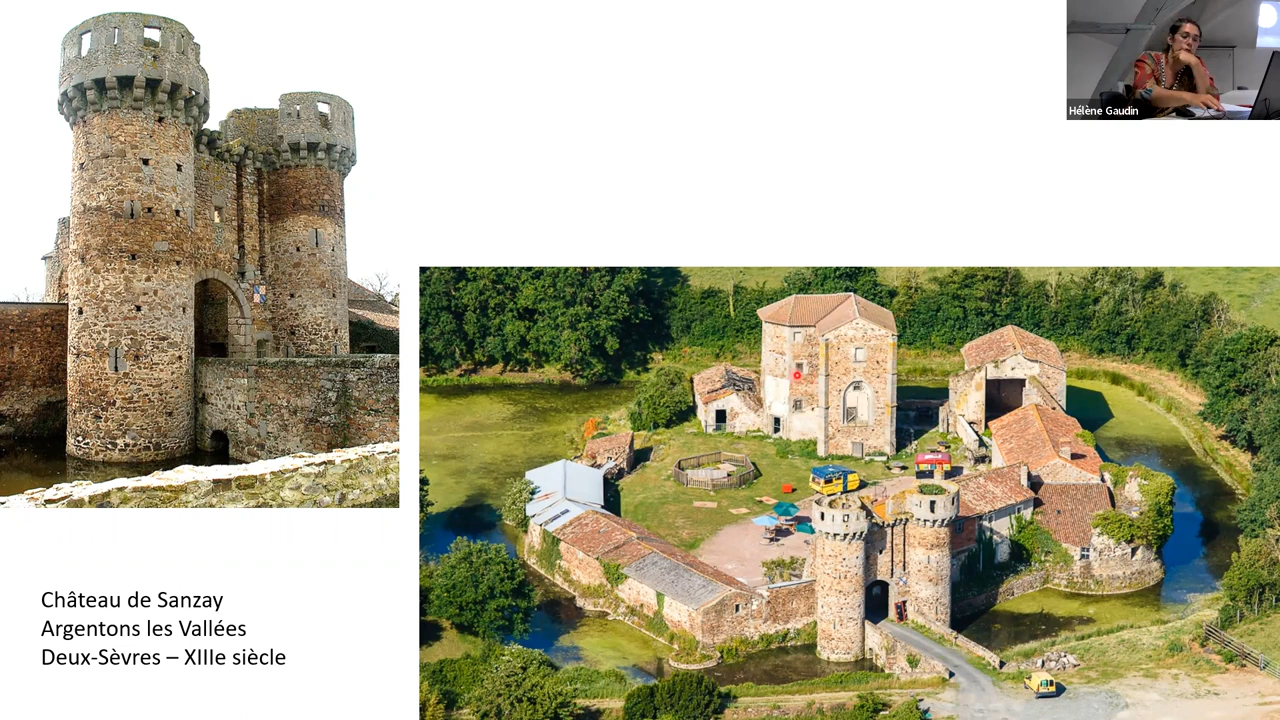 Hélène Gaudin
Château de Sanzay
Argentons les Vallées
Deux-Sèvres – XIIIe siècle